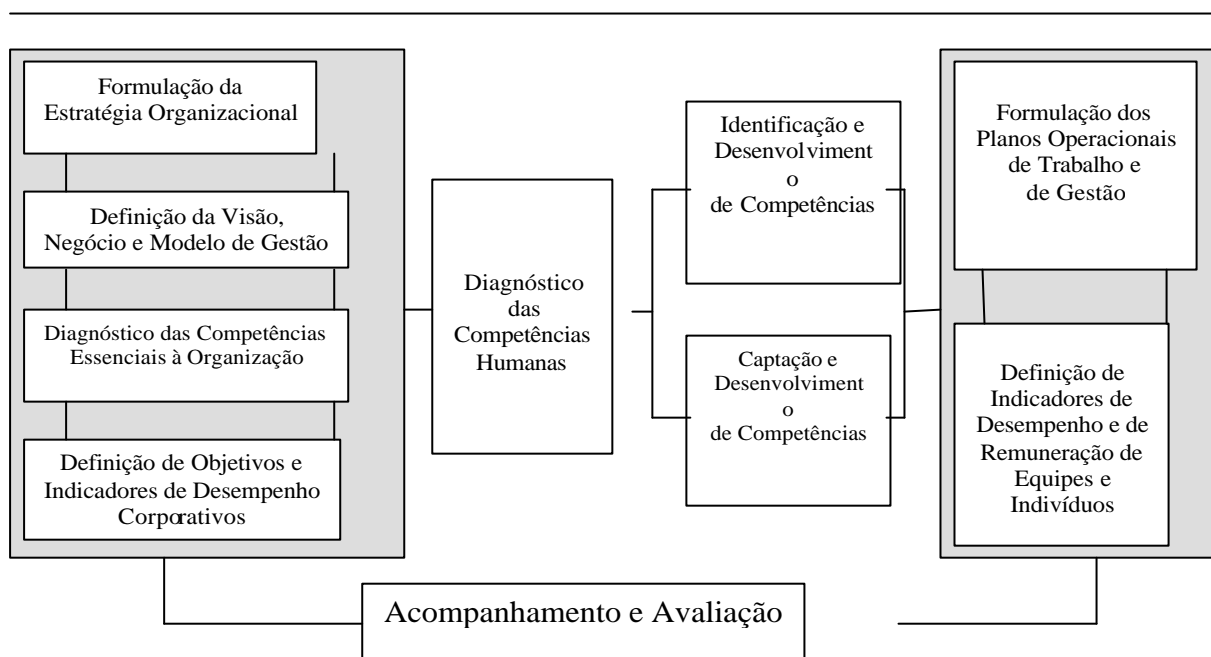 Formulação da
Estratégia Organizacional
Definição da Visão,
Negócio e Modelo de Gestão
Diagnóstico das Competências
Essenciais à Organização
Definição de Objetivos e
Indicadores de Desempenho
Corporativos
Diagnóstico
das
Competências
Humanas
Identificação e
Desenvolviment
o
de Competências
Captação e
Desenvolviment
o
de Competências
Formulação dos
Planos Operacionais
de Trabalho e
de Gestão
Definição de
Indicadores de
Desempenho e de
Remuneração de
Equipes e
Indivíduos
Acompanhamento e Avaliação